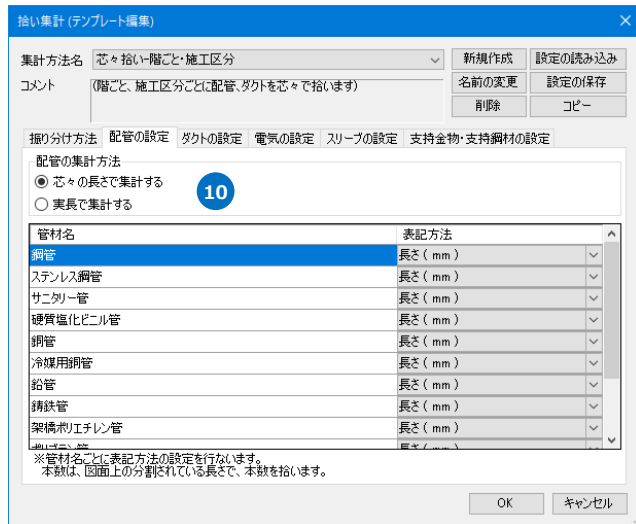 拾い集計 (テンプレート編集)
集計方法名 芯々拾い-階ごと・施工区分 新規作成 設定の読み込み
コメント (階ごと、施工区分ごとに配管、ダクトを芯々で拾います) 名前の変更 設定の保存
削除 コピー
振り分け方法 配管の設定 ダクトの設定 電気の設定 スリーブの設定 支持金物・支持鋼材の設定
配管の集計方法
芯々の長さで集計する
10
実長で集計する
管材名 表記方法
鋼管 長さ ( mm )
ステンレス鋼管 長さ ( mm )
サニタリー管 長さ ( mm )
硬質塩化ビニル管 長さ ( mm )
銅管 長さ ( mm )
冷媒用銅管 長さ ( mm )
鉛管 長さ ( mm )
鋳鉄管 長さ ( mm )
架橋ポリエチレン管 長さ ( mm )
※管材名ごとに表記方法の設定を行ないます。
本数は、図面上の分割されている長さで、本数を拾います。
OK キャンセル